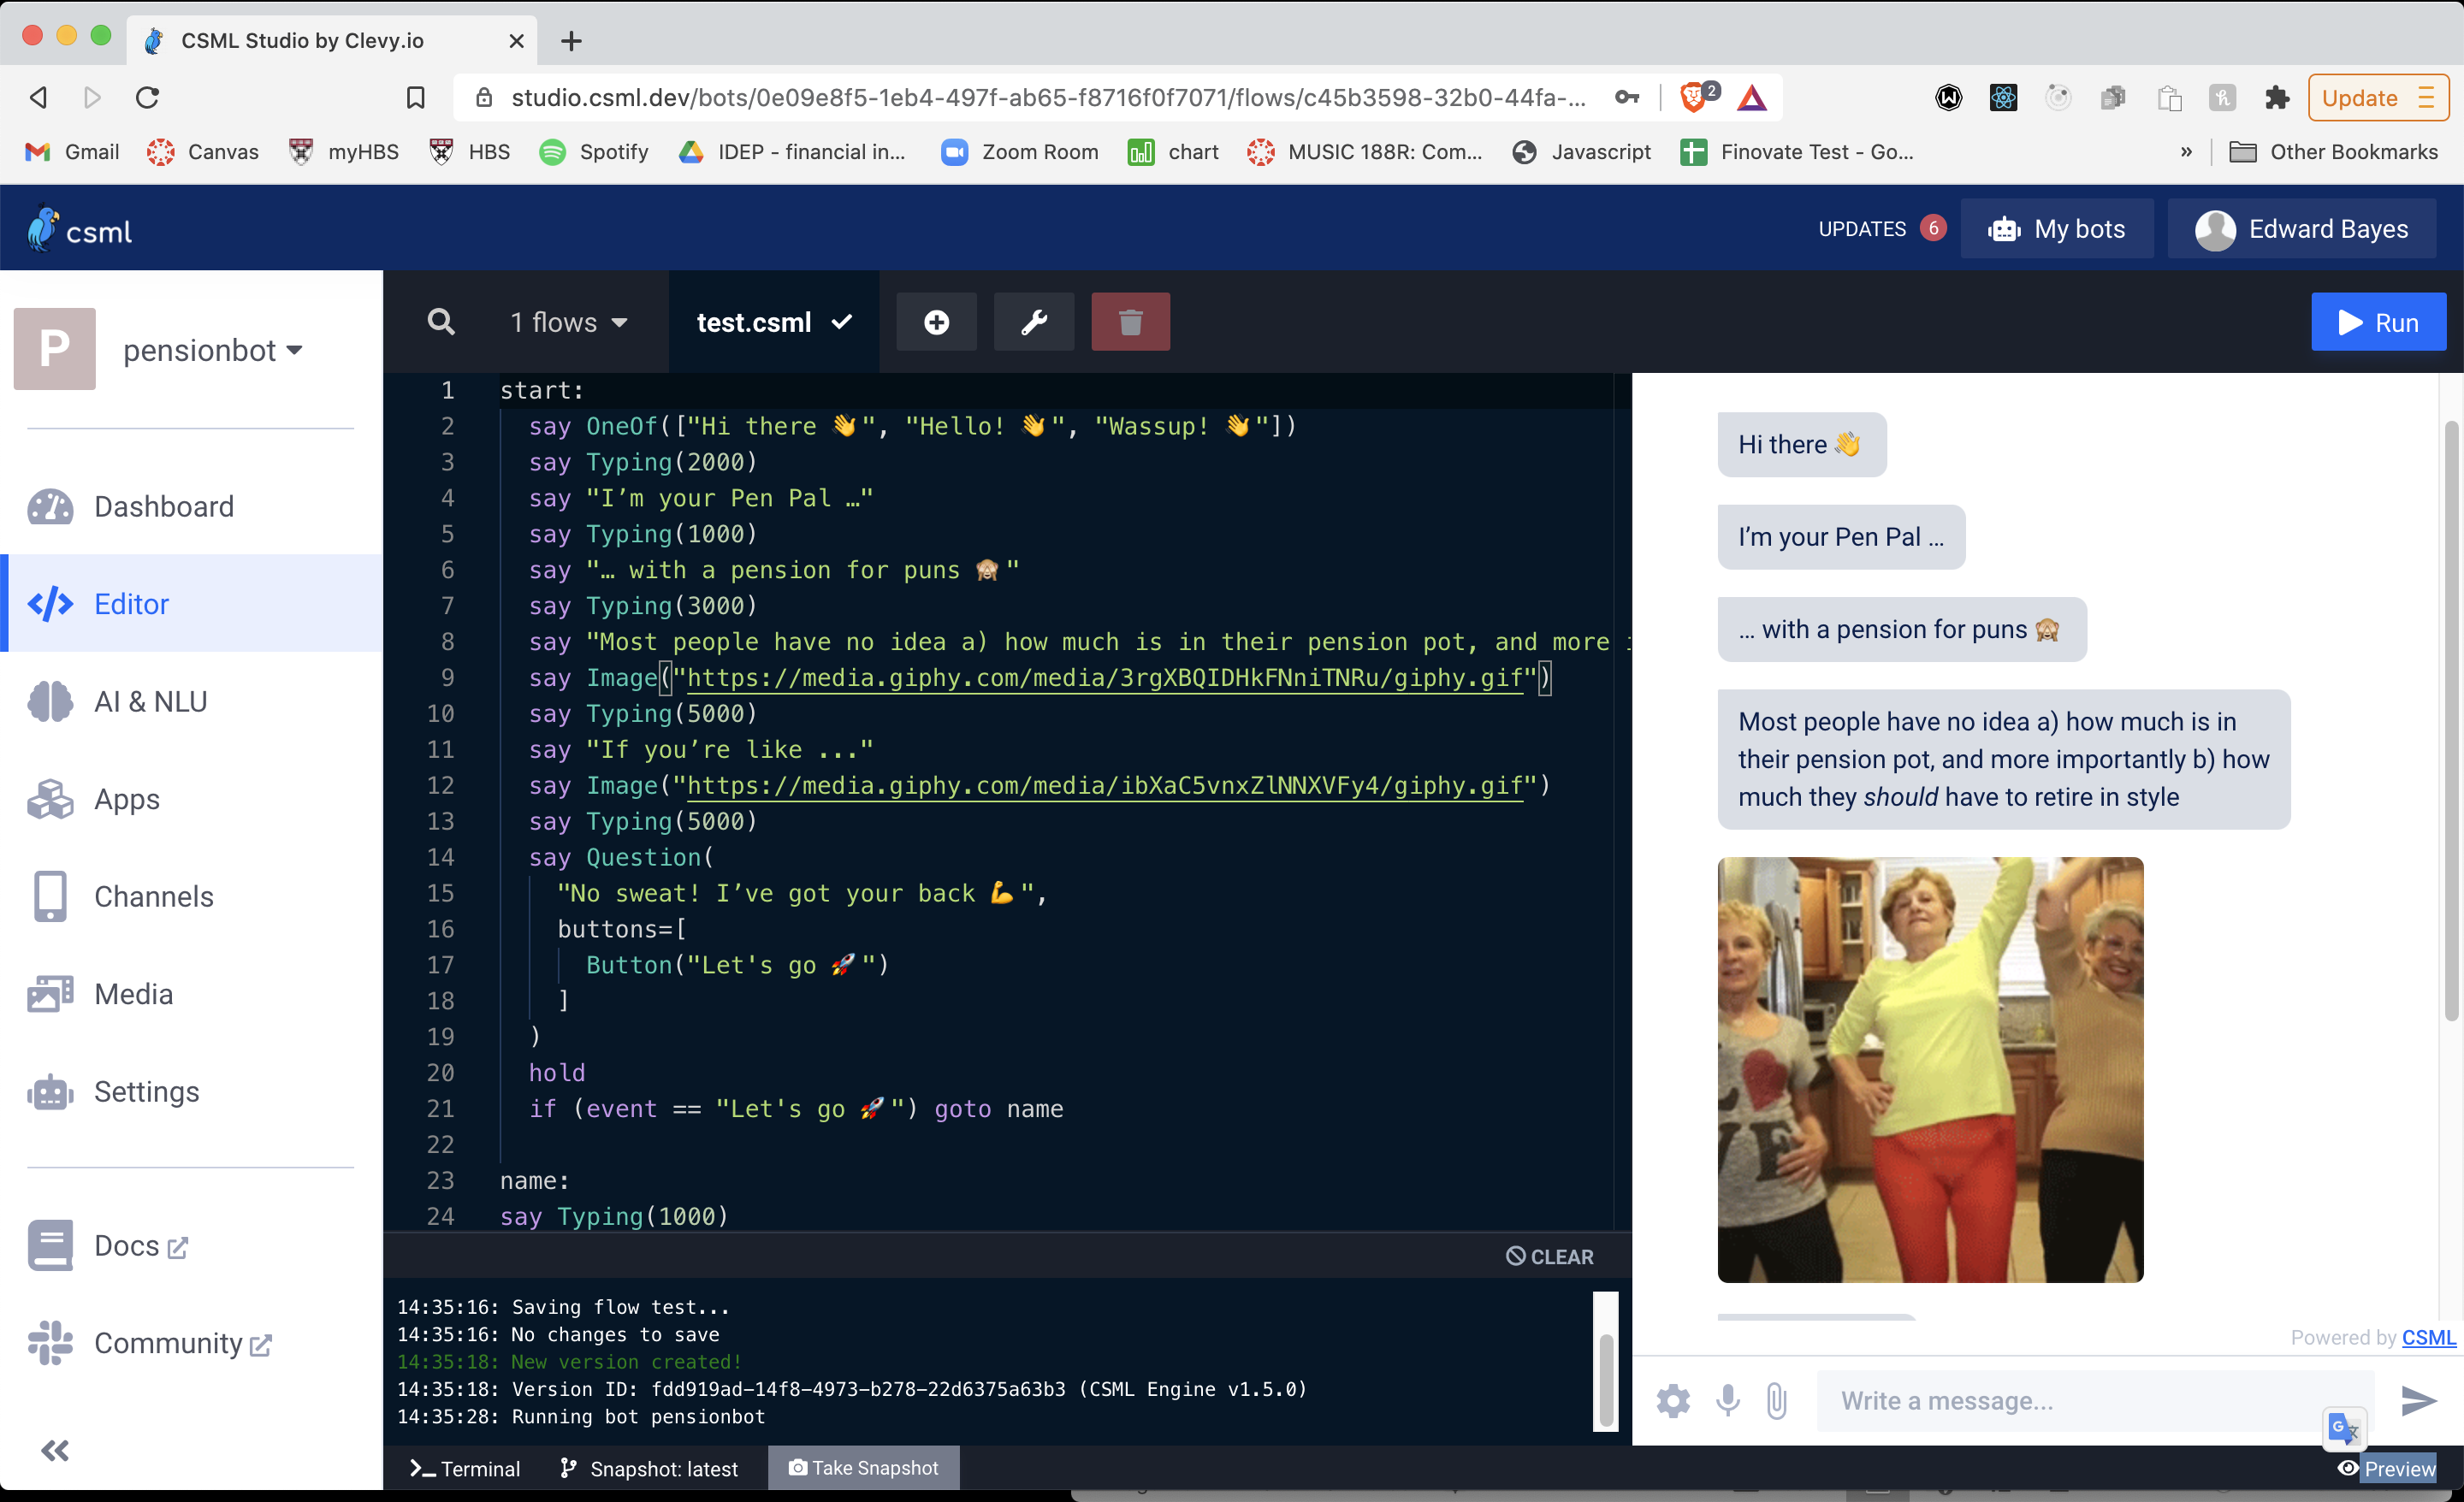 CSML Studio by Clevy.io
studio.csml.dev/bots/0e09e8f5-1eb4-497f-ab65-f8716f0f7071/flows/c45b3598-32b0-44fa-...
2
Update
Gmail
Canvas
myHBS
HBS
Spotify
IDEP - financial in...
Zoom Room
chart
MUSIC 188R: Com...
Javascript
Finovate Test - Go...
»
Other Bookmarks
csml
UPDATES 6
My bots
Edward Bayes
P
pensionbot
Dashboard
Editor
AI & NLU
Apps
Channels
Media
Settings
Docs
Community
1 flows
test.csml
Run
1 start:
2 say OneOf(["Hi there 👋", "Hello! 👋", "Wassup! 👋"])
3 say Typing(2000)
4 say "I’m your Pen Pal …"
5 say Typing(1000)
6 say "… with a pension for puns 🙈"
7 say Typing(3000)
8 say "Most people have no idea a) how much is in their pension pot, and more
9 say Image("https://media.giphy.com/media/3rgXBQIDHkFNniTNRu/giphy.gif")
10 say Typing(5000)
11 say "If you’re like ..."
12 say Image("https://media.giphy.com/media/ibXaC5vnxZlNNXVFy4/giphy.gif")
13 say Typing(5000)
14 say Question(
15 "No sweat! I’ve got your back 💪",
16 buttons=[
17 Button("Let's go 🚀")
18 ]
19 )
20 hold
21 if (event == "Let's go 🚀") goto name
22
23 name:
24 say Typing(1000)
CLEAR
14:35:16: Saving flow test...
14:35:16: No changes to save
14:35:18: New version created!
14:35:18: Version ID: fdd919ad-14f8-4973-b278-22d6375a63b3 (CSML Engine v1.5.0)
14:35:28: Running bot pensionbot
Terminal
Snapshot: latest
Take Snapshot
Hi there 👋
I’m your Pen Pal …
… with a pension for puns 🙈
Most people have no idea a) how much is in
their pension pot, and more importantly b) how
much they should have to retire in style
Powered by CSML
Write a message...
Preview